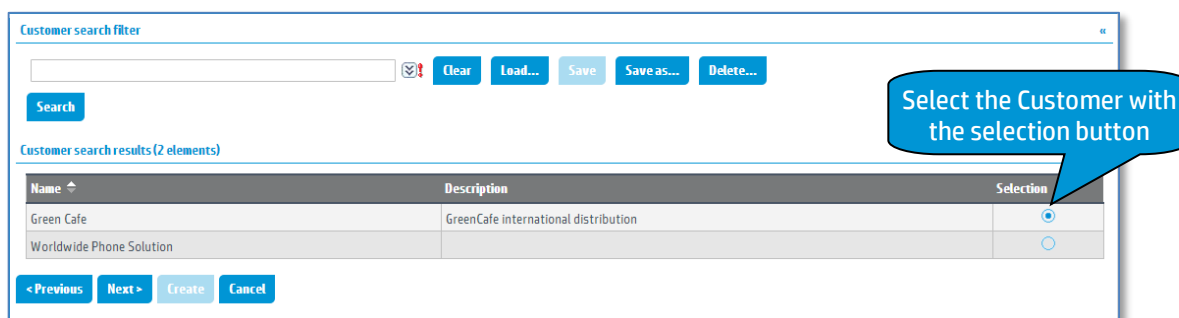 Customer search filter «
Clear Load... Save Save as... Delete...
Search
Select the Customer with
the selection button
Customer search results (2 elements)
Name Description Selection
Green Cafe GreenCafe international distribution
Worldwide Phone Solution
< Previous Next > Create Cancel